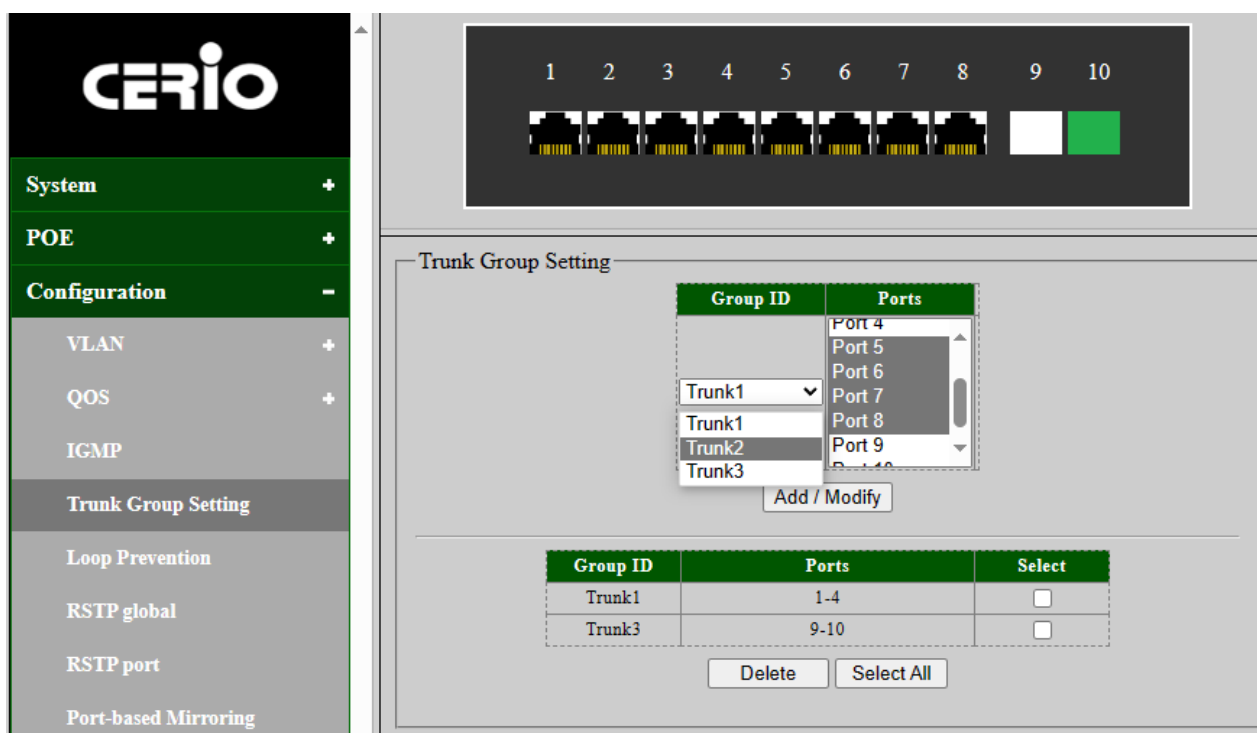 CERIO
System
POE
Configuration
VLAN
QOS
IGMP
Trunk Group Setting
Loop Prevention
RSTP global
RSTP port
Port-based Mirroring
1 2 3 4 5 6 7 8 9 10
Trunk Group Setting
Group ID Ports
Port 4
Port 5
Port 6
Trunk1 Port 7
Trunk1 Port 8
Trunk2 Port 9
Trunk3 Port 10
Add / Modify
Group ID Ports Select
Trunk1 1-4
Trunk3 9-10
Delete Select All